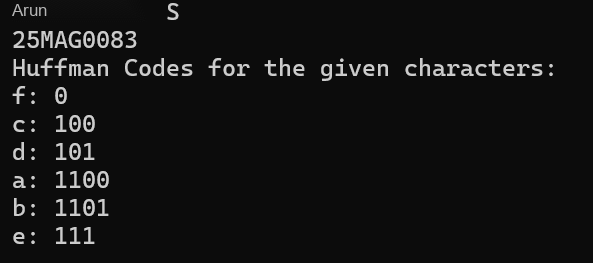 Arun S
25MAG0083
Huffman Codes for the given characters:
f: 0
c: 100
d: 101
a: 1100
b: 1101
e: 111